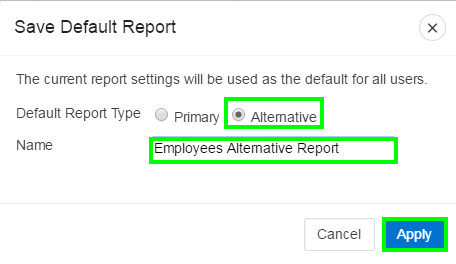 Save Default Report
The current report settings will be used as the default for all users.
Default Report Type Primary Alternative
Name Employees Alternative Report
Cancel Apply